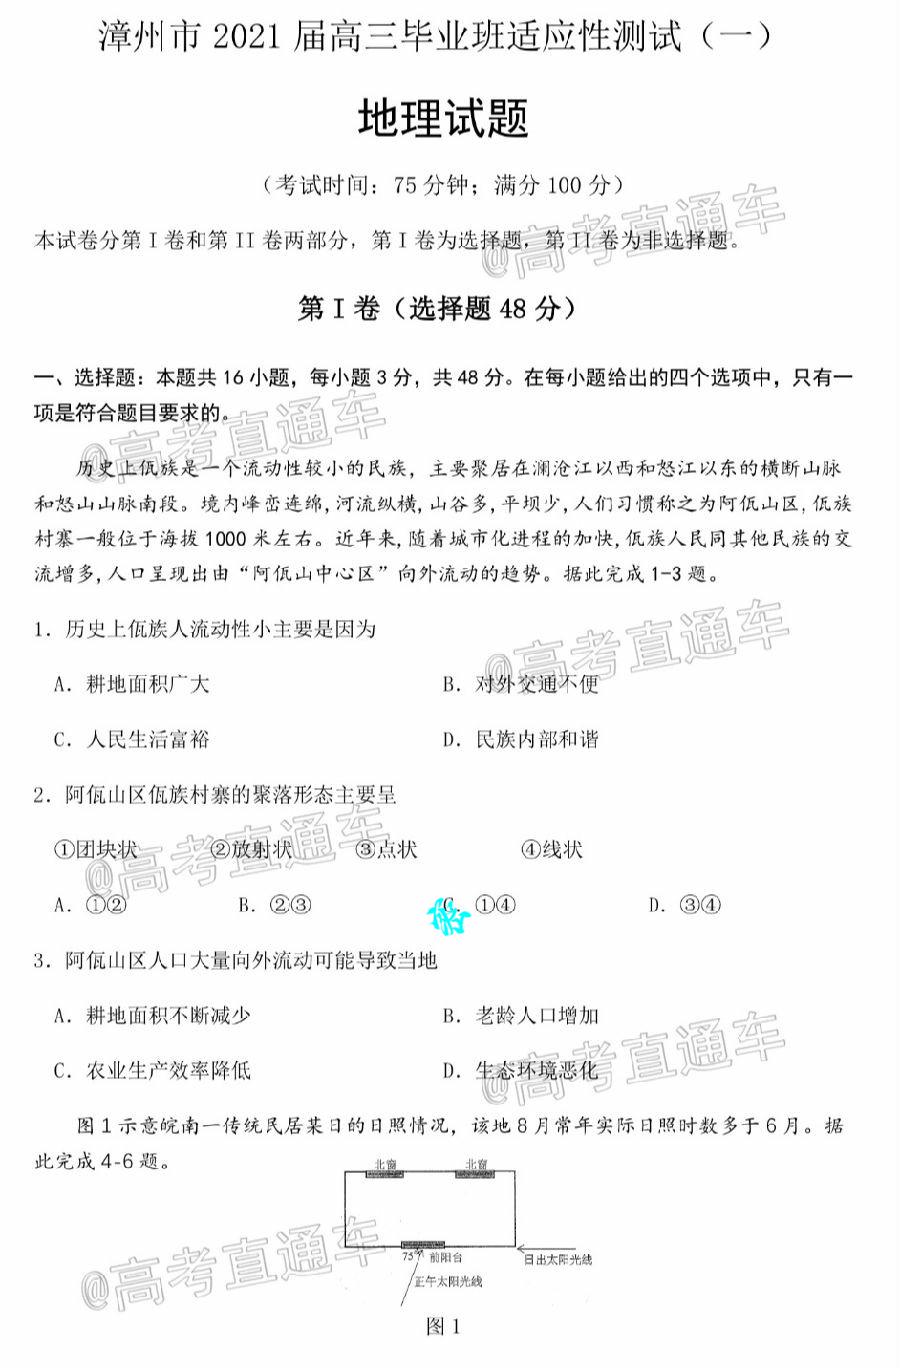 漳州市 2021 届高三毕业班适应性测试（一）
地理试题
（考试时间：75 分钟；满分 100 分）
本试卷分第 I 卷和第 II 卷两部分，第 I 卷为选择题，第 II 卷为非选择题。
@高考直通车
第 I 卷（选择题 48 分）
一、选择题：本题共 16 小题，每小题 3 分，共 48 分。在每小题给出的四个选项中，只有一
项是符合题目要求的。
@高考直通车
历史上佤族是一个流动性较小的民族，主要聚居在澜沧江以西和怒江以东的横断山脉
和怒山山脉南段。境内峰峦连绵,河流纵横,山谷多,平坝少,人们习惯称之为阿佤山区,佤族
村寨一般位于海拔 1000 米左右。近年来,随着城市化进程的加快,佤族人民同其他民族的交
流增多,人口呈现出由“阿佤山中心区”向外流动的趋势。据此完成 1-3 题。
1．历史上佤族人流动性小主要是因为
@高考直通车
A．耕地面积广大 B．对外交通不便
C．人民生活富裕 D．民族内部和谐
2．阿佤山区佤族村寨的聚落形态主要呈
①团块状 ②放射状 ③点状 ④线状
@高考直通车
A．①② B．②③ C．①④ D．③④
3．阿佤山区人口大量向外流动可能导致当地
A．耕地面积不断减少 B．老龄人口增加
@高考直通车
C．农业生产效率降低 D．生态环境恶化
图 1 示意皖南一传统民居某日的日照情况，该地 8 月常年实际日照时数多于 6 月。据
此完成 4-6 题。
北窗 北窗
@高考直通车
75° 前阳台
日出太阳光线
正午太阳光线
图 1